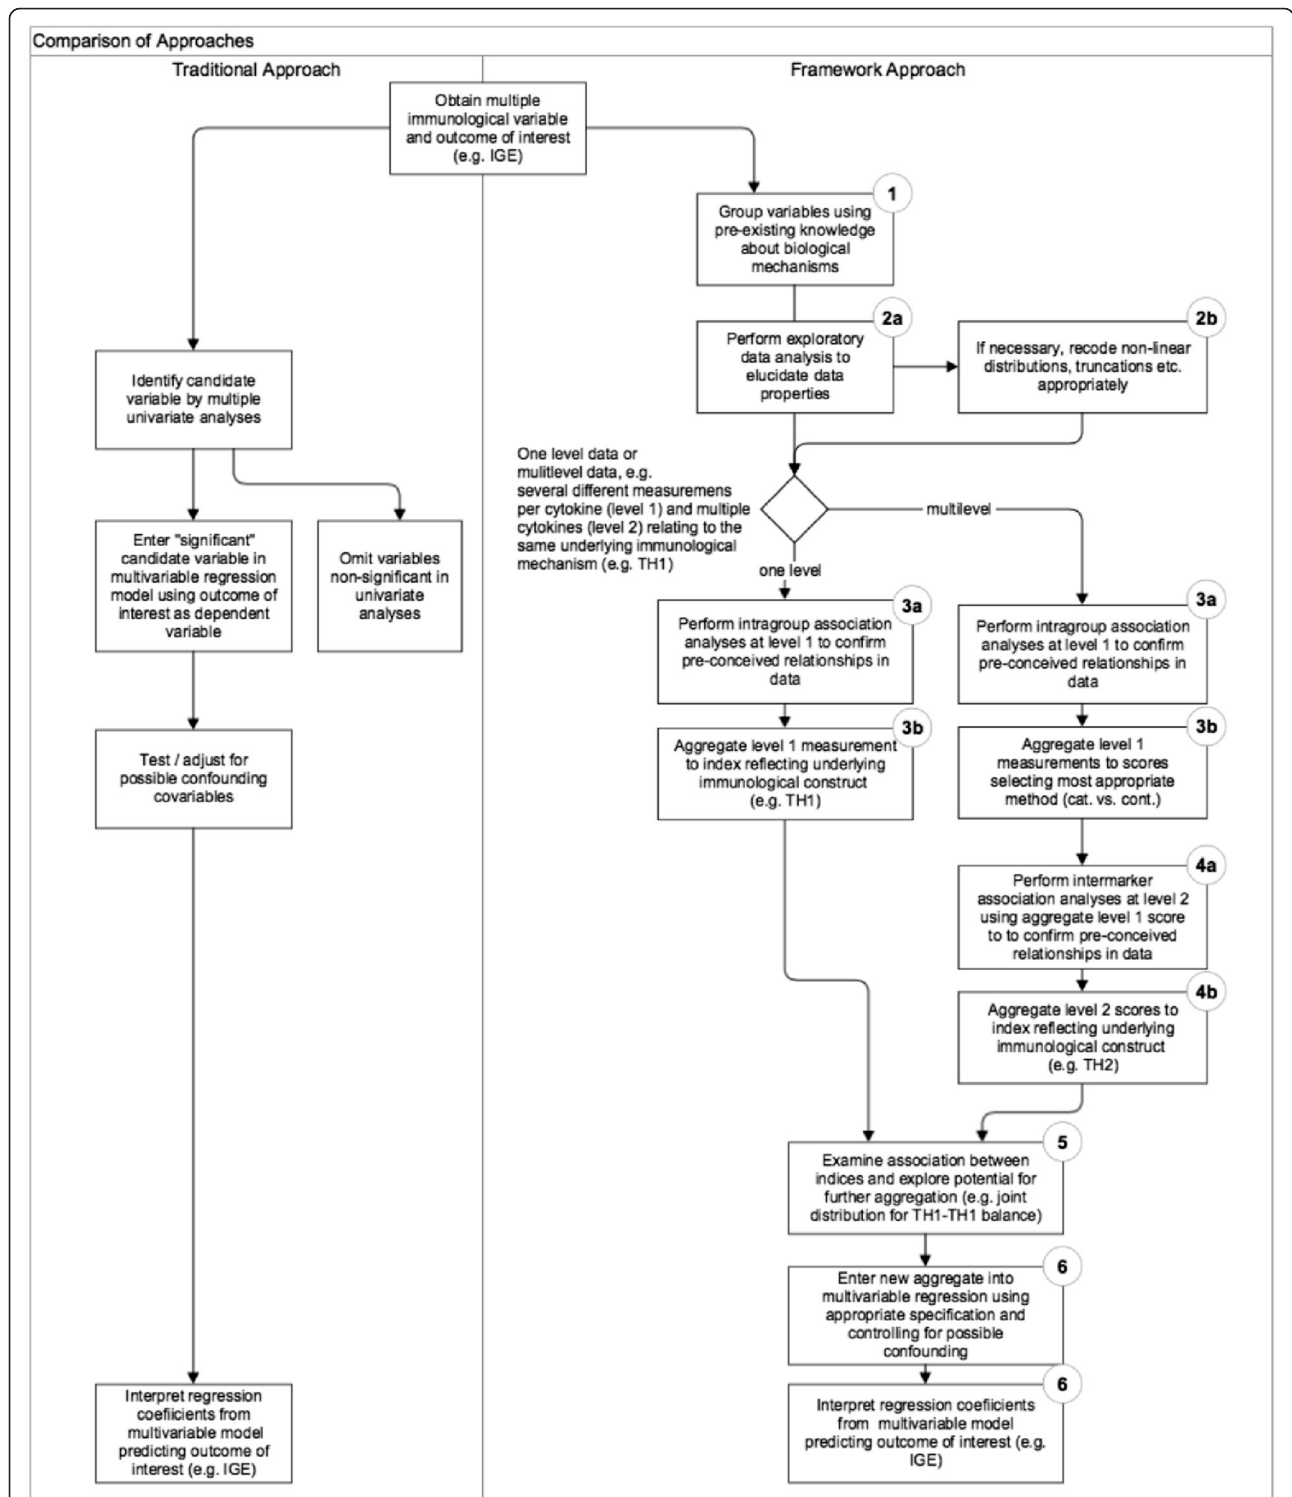 Comparison of Approaches
Traditional Approach
Framework Approach
Obtain multiple
immunological variable
and outcome of interest
(e.g. IGE)
Identify candidate
variable by multiple
univariate analyses
Enter "significant"
candidate variable in
multivariable regression
model using outcome of
interest as dependent
variable
Omit variables
non-significant in
univariate
analyses
Test / adjust for
possible confounding
covariables
Interpret regression
coefiicients from
multivariable model
predicting outcome of
interest (e.g. IGE)
1
Group variables using
pre-existing knowledge
about biological
mechanisms
2a
Perform exploratory
data analysis to
elucidate data
properties
2b
If necessary, recode non-linear
distributions, truncations etc.
appropriately
One level data or
mulitlevel data, e.g.
several different measuremens
per cytokine (level 1) and multiple
cytokines (level 2) relating to the
same underlying immunological
mechanism (e.g. TH1)
multilevel
one level
3a
Perform intragroup association
analyses at level 1 to confirm
pre-conceived relationships in
data
3b
Aggregate level 1 measurement
to index reflecting underlying
immunological construct
(e.g. TH1)
3a
Perform intragroup association
analyses at level 1 to confirm
pre-conceived relationships in
data
3b
Aggregate level 1
measurements to scores
selecting most appropriate
method (cat. vs. cont.)
4a
Perform intermarker
association analyses at level 2
using aggregate level 1 score
to to confirm pre-conceived
relationships in data
4b
Aggregate level 2 scores to
index reflecting underlying
immunological construct
(e.g. TH2)
5
Examine association between
indices and explore potential for
further aggregation (e.g. joint
distribution for TH1-TH1 balance)
6
Enter new aggregate into
multivariable regression using
appropriate specification and
controlling for possible
confounding
6
Interpret regression coefiicients
from multivariable model
predicting outcome of interest (e.g.
IGE)